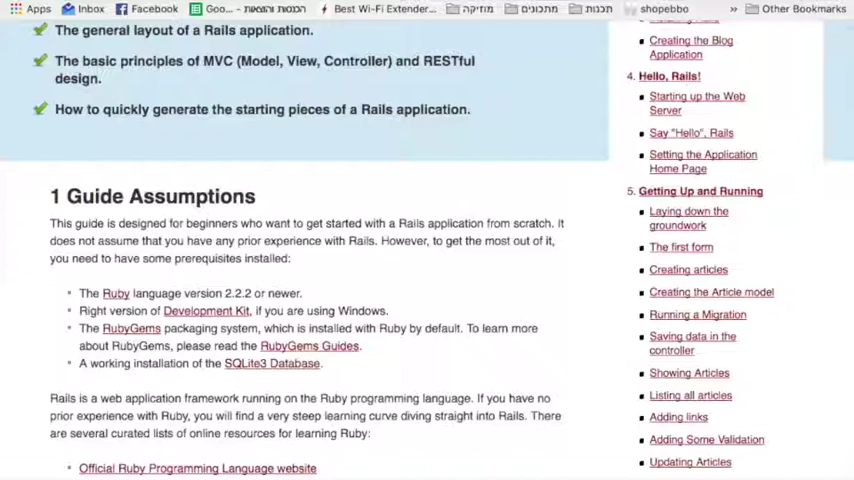 Apps Inbox Facebook Goo... - הכנסות והוצאות Best Wi-Fi Extender... מוזיקה מתכונים תכנות shopebbo » Other Bookmarks
The general layout of a Rails application.
The basic principles of MVC (Model, View, Controller) and RESTful
design.
How to quickly generate the starting pieces of a Rails application.
1 Guide Assumptions
This guide is designed for beginners who want to get started with a Rails application from scratch. It
does not assume that you have any prior experience with Rails. However, to get the most out of it,
you need to have some prerequisites installed:
The Ruby language version 2.2.2 or newer.
Right version of Development Kit, if you are using Windows.
The RubyGems packaging system, which is installed with Ruby by default. To learn more
about RubyGems, please read the RubyGems Guides.
A working installation of the SQLite3 Database.
Rails is a web application framework running on the Ruby programming language. If you have no
prior experience with Ruby, you will find a very steep learning curve diving straight into Rails. There
are several curated lists of online resources for learning Ruby:
Official Ruby Programming Language website
Creating the Blog
Application
4. Hello, Rails!
Starting up the Web
Server
Say "Hello", Rails
Setting the Application
Home Page
5. Getting Up and Running
Laying down the
groundwork
The first form
Creating articles
Creating the Article model
Running a Migration
Saving data in the
controller
Showing Articles
Listing all articles
Adding links
Adding Some Validation
Updating Articles